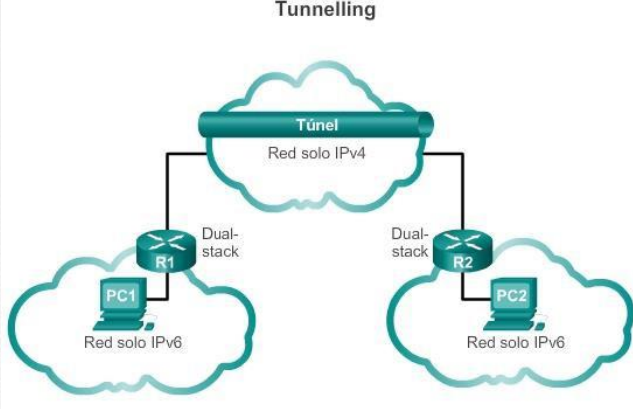 Tunnelling
Túnel
Red solo IPv4
Dual-
stack
R1
PC1
Red solo IPv6
Dual-
stack
R2
PC2
Red solo IPv6